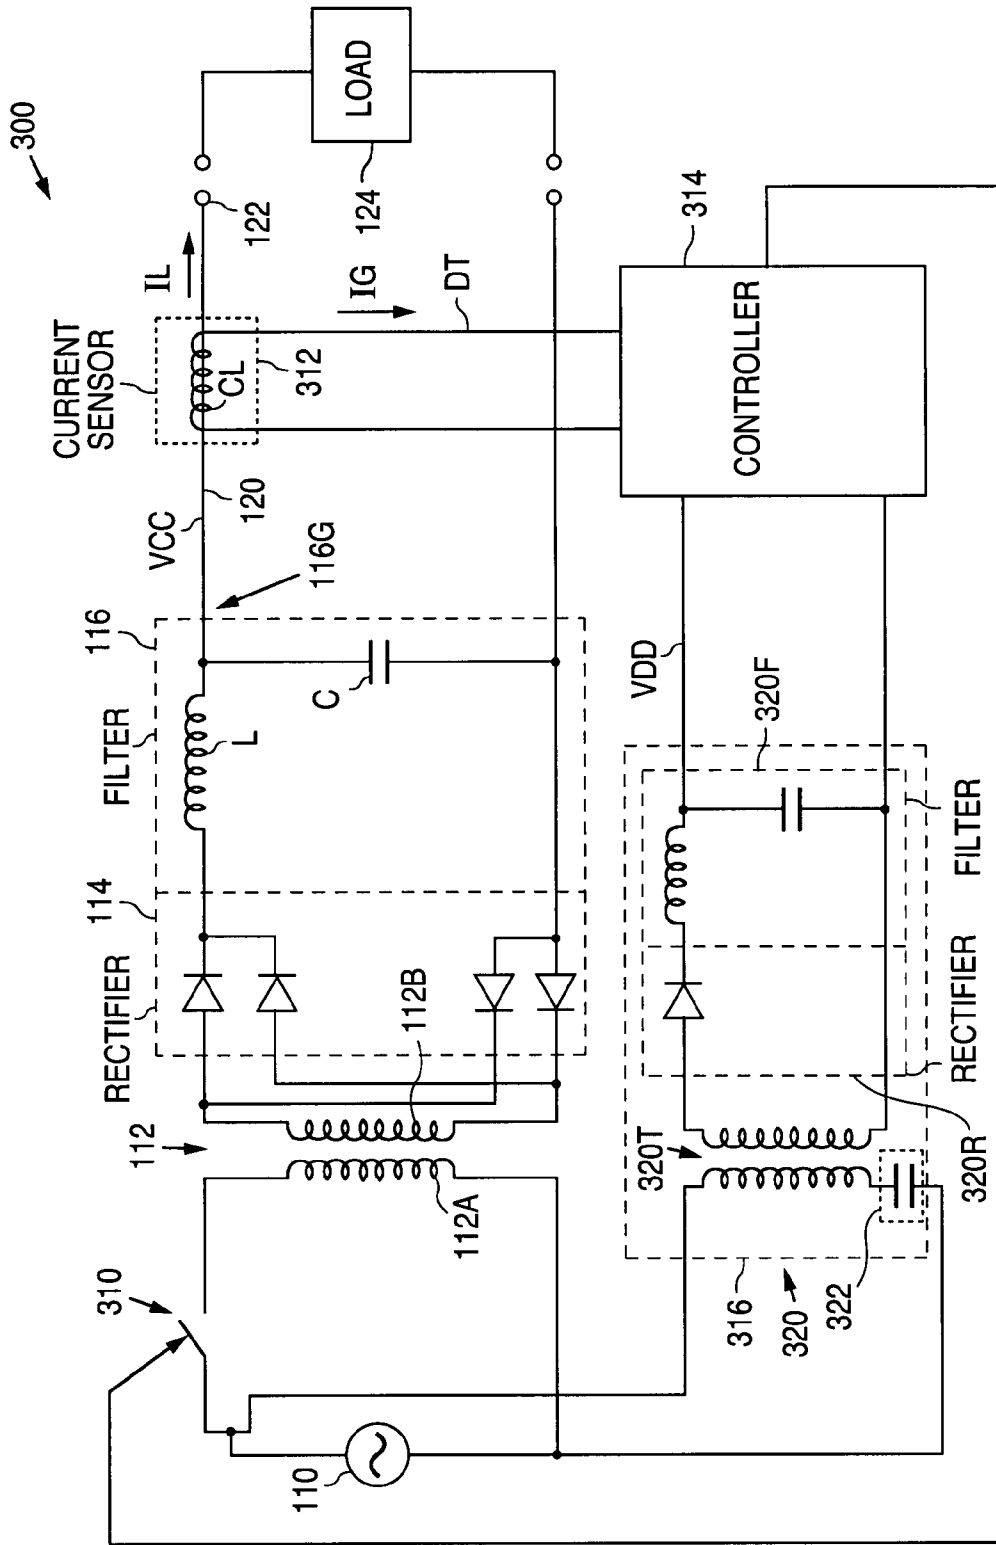 300
LOAD
124
122
IL
IG
DT
CURRENT
SENSOR
CL
312
314
CONTROLLER
120
VCC
116G
116
FILTER
L
C
VDD
320F
FILTER
114
RECTIFIER
112B
112
112A
RECTIFIER
320T
320R
310
316
320
322
110